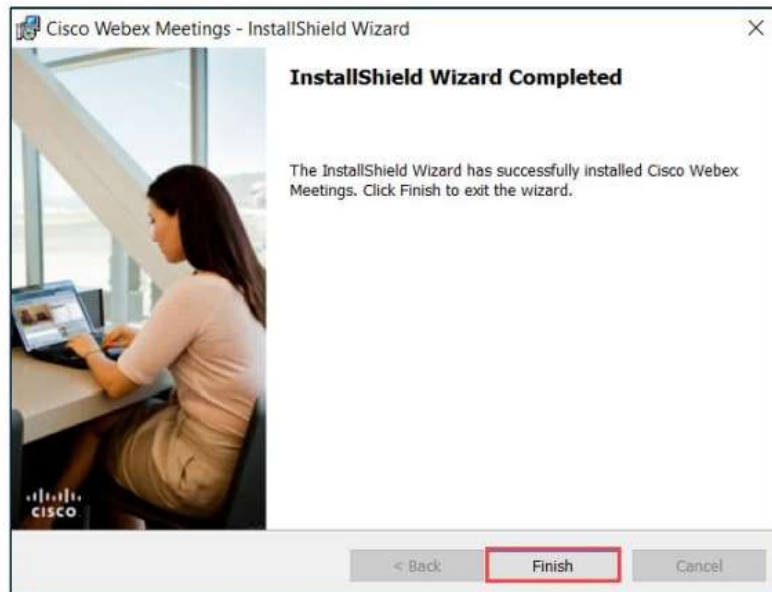 Cisco Webex Meetings - InstallShield Wizard
InstallShield Wizard Completed
The InstallShield Wizard has successfully installed Cisco Webex
Meetings. Click Finish to exit the wizard.
CISCO
< Back
Finish
Cancel